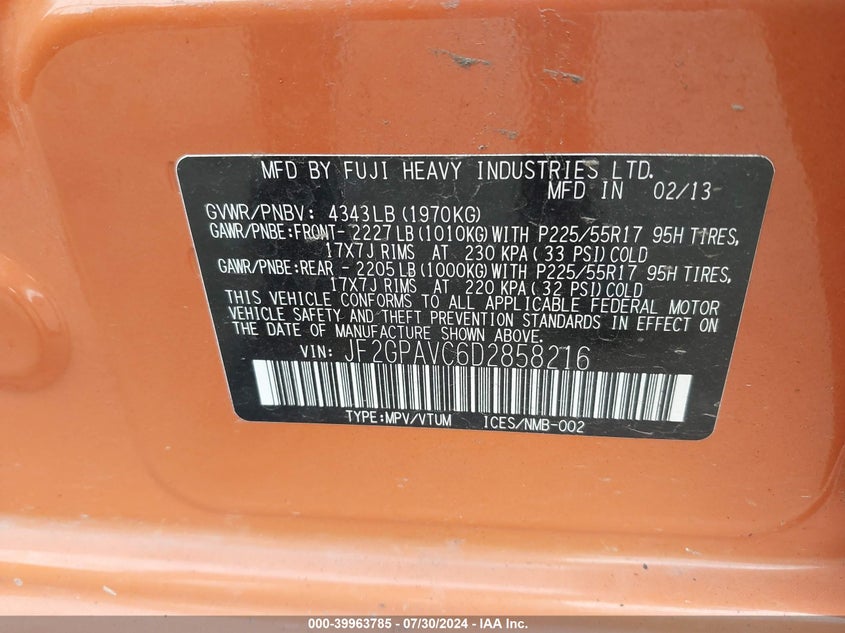 MFD BY FUJI HEAVY INDUSTRIES LTD.
MFD IN 02/13
GVWR/PNBV: 4343LB(1970KG)
GAWR/PNBE:FRONT- 2227LB(1010KG)WITH P225/55R17 95H TIRES,
17X7J RIMS AT 230 KPA( 33 PSI)COLD
GAWR/PNBE:REAR - 2205LB(1000KG)WITH P225/55R17 95H TIRES,
17X7J RIMS AT 220 KPA( 32 PSI)COLD
THIS VEHICLE CONFORMS TO ALL APPLICABLE FEDERAL MOTOR
VEHICLE SAFETY AND THEFT PREVENTION STANDARDS IN EFFECT ON
THE DATE OF MANUFACTURE SHOWN ABOVE.
VIN: JF2GPAVC6D2858216
TYPE:MPV/VTUM ICES/NMB-002
000-39963785 - 07/30/2024 - IAA Inc.